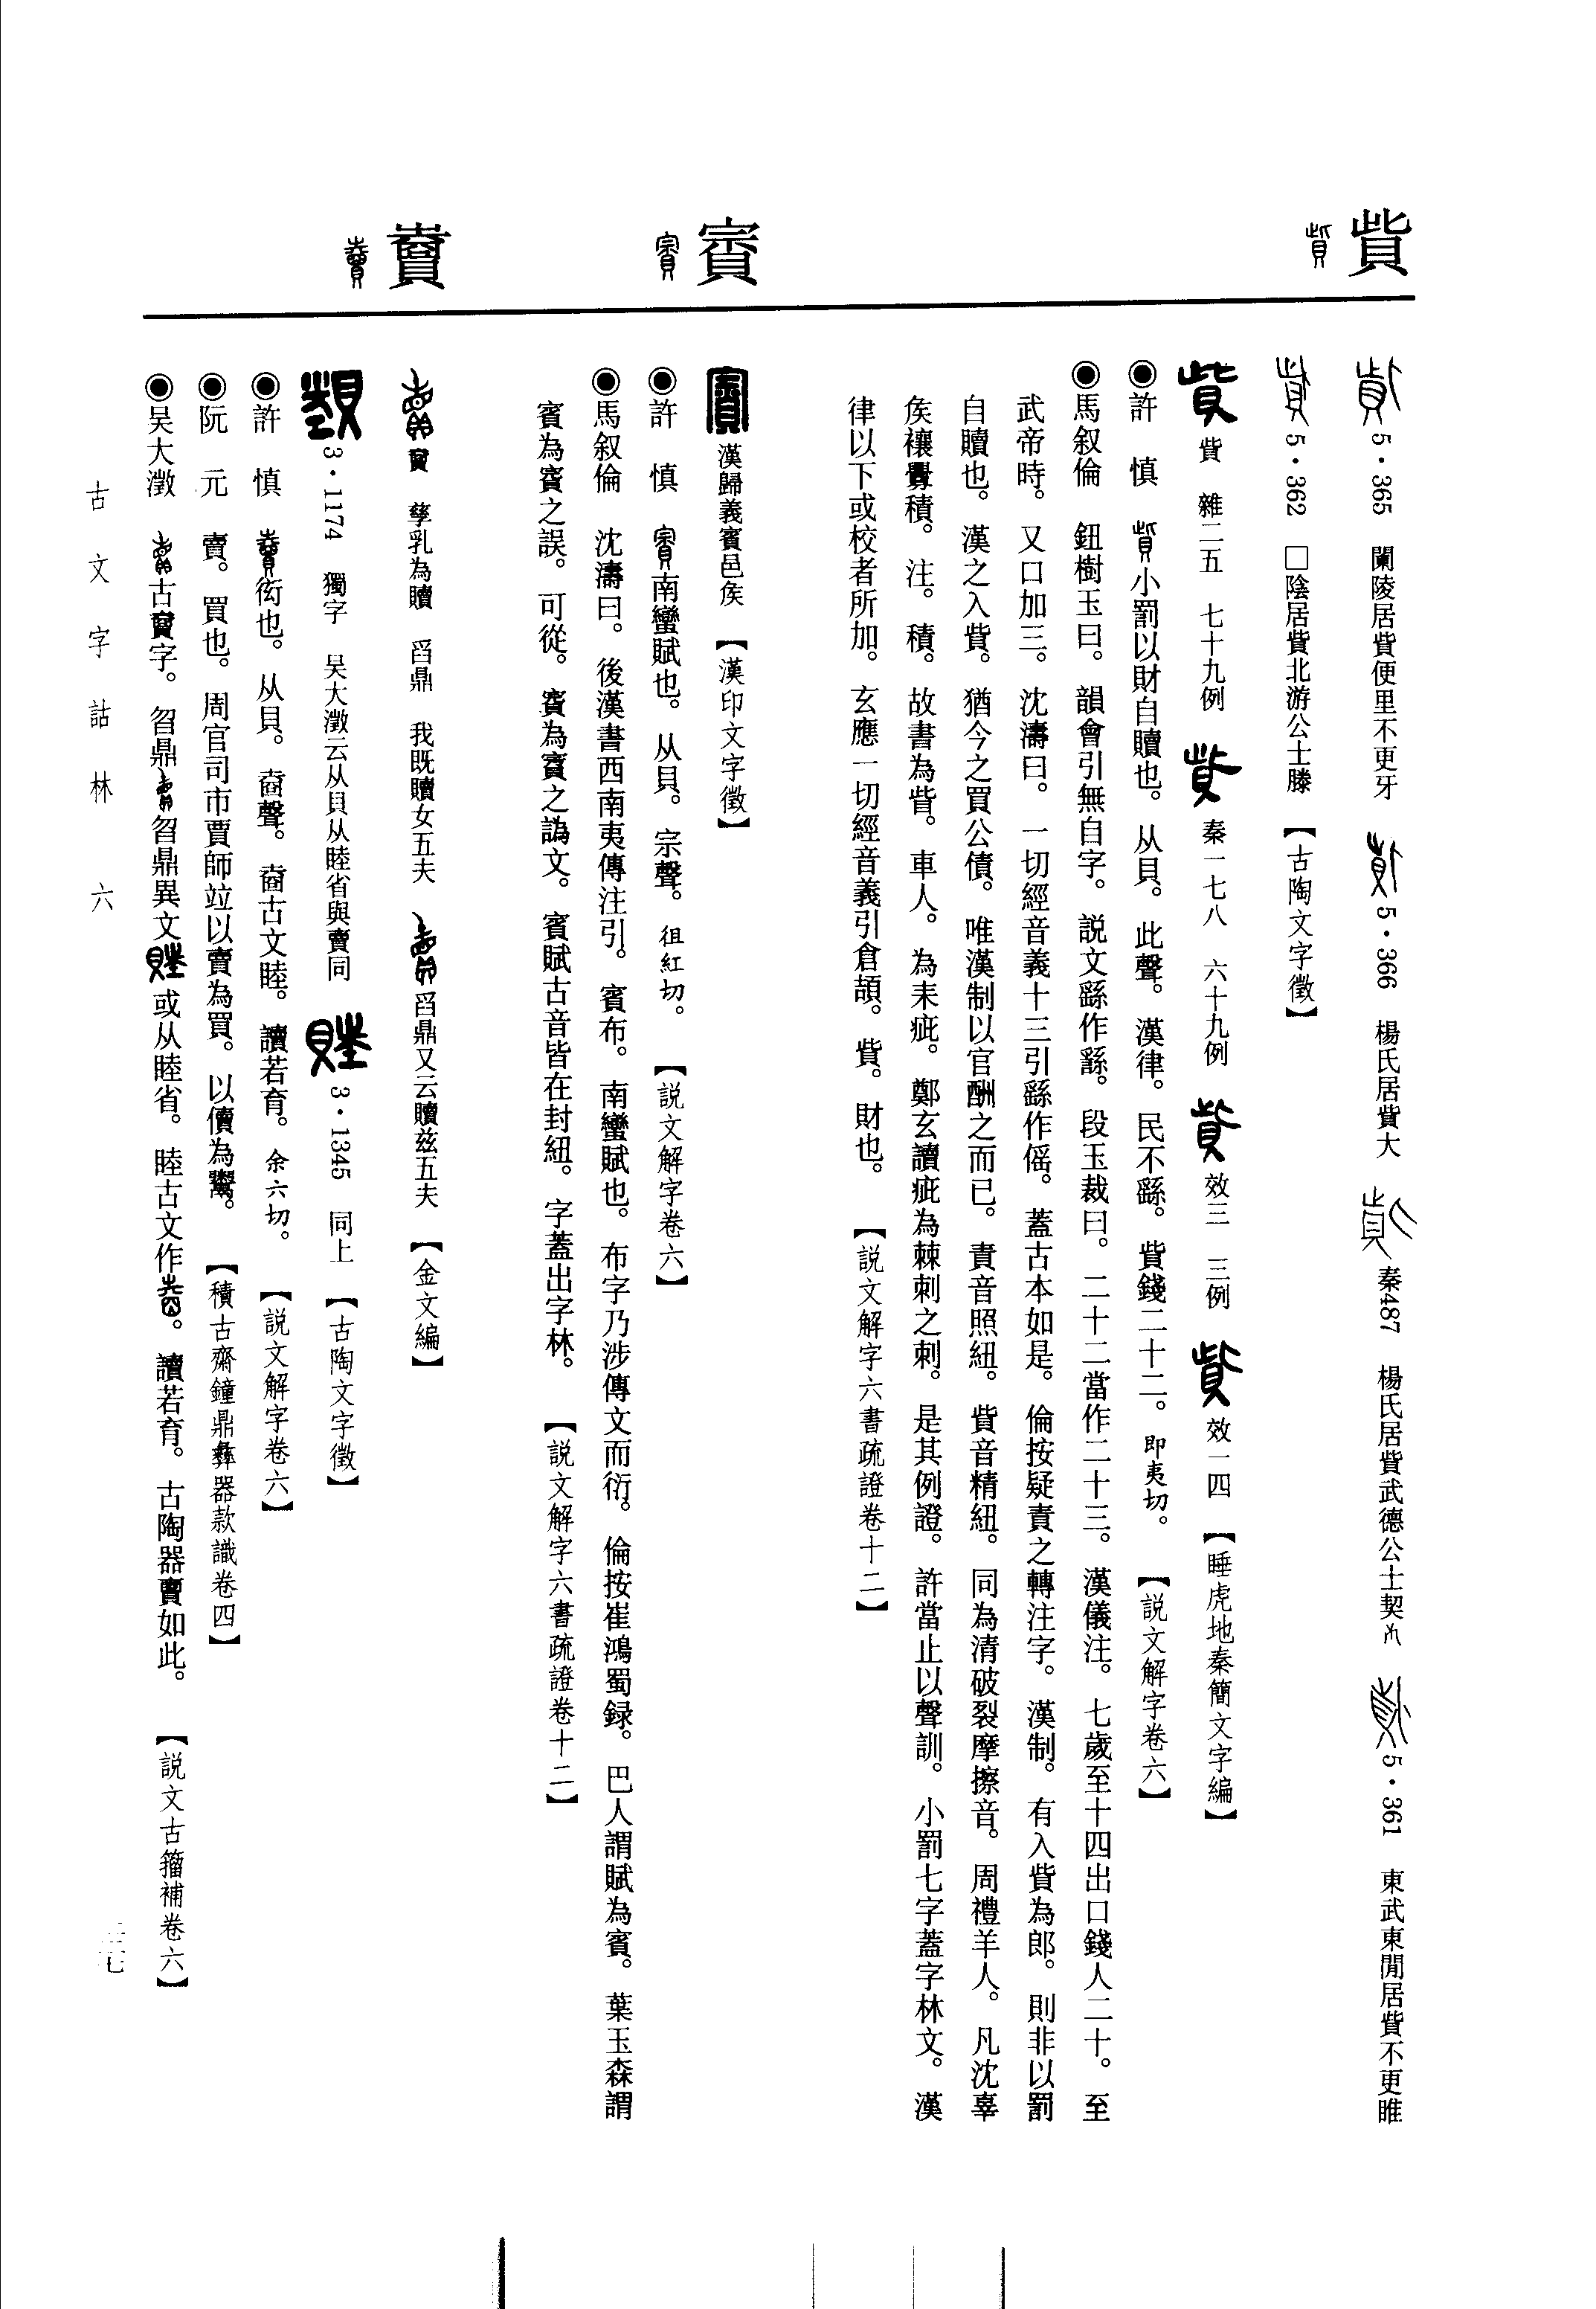 貲
賨
賣
5·365 闌陵居貲便里不更牙 5·366 楊氏居貲大 秦487 楊氏居貲武德公士契 5·361 東武東閒居貲不更雎
5·362 □陰居貲北游公士滕 【古陶文字徵】
貲 雜二五 七十九例 秦一七八 六十九例 效三 三例 效一四 【睡虎地秦簡文字編】
◉許 慎 小罰以財自贖也。从貝。此聲。漢律。民不繇。貲錢二十二。即夷切。 【説文解字卷六】
◉馬叙倫 鈕樹玉曰。韻會引無自字。説文繇作䌛。段玉裁曰。二十二當作二十三。漢儀注。七歲至十四出口錢人二十。至
武帝時。又口加三。沈濤曰。一切經音義十三引繇作傜。蓋古本如是。倫按疑責之轉注字。漢制。有入貲為郎。則非以罰
自贖也。漢之入貲。猶今之買公債。唯漢制以官酬之而已。責音照紐。貲音精紐。同為清破裂摩擦音。周禮羊人。凡沈辜
矦禳釁積。注。積。故書為眥。車人。為耒疵。鄭玄讀疵為棘刺之刺。是其例證。許當止以聲訓。小罰七字蓋字林文。漢
律以下或校者所加。玄應一切經音義引倉頡。貲。財也。 【説文解字六書疏證卷十二】
漢歸義賨邑矦 【漢印文字徵】
◉許 慎 南蠻賦也。从貝。宗聲。徂紅切。 【説文解字卷六】
◉馬叙倫 沈濤曰。後漢書西南夷傳注引。賨布。南蠻賦也。布字乃涉傳文而衍。倫按崔鴻蜀録。巴人謂賦為賨。葉玉森謂
賓為賨之誤。可從。賨為賓之譌文。賨賦古音皆在封紐。字蓋出字林。 【説文解字六書疏證卷十二】
孳乳為贖 舀鼎 我既贖女五夫 舀鼎又云贖兹五夫 【金文編】
3·1174 獨字 吴大澂云从貝从睦省與賣同 3·1345 同上 【古陶文字徵】
◉許 慎 衒也。从貝。𡍬聲。𡍬古文睦。讀若育。余六切。 【説文解字卷六】
◉阮 元 賣。買也。周官司市賈師竝以賣為買。以儥為鬻。 【積古齋鐘鼎彝器款識卷四】
◉吴大澂 古賣字。曶鼎 曶鼎異文 或从睦省。睦古文作 。讀若育。古陶器賣如此。 【説文古籀補卷六】
古文字詁林 六